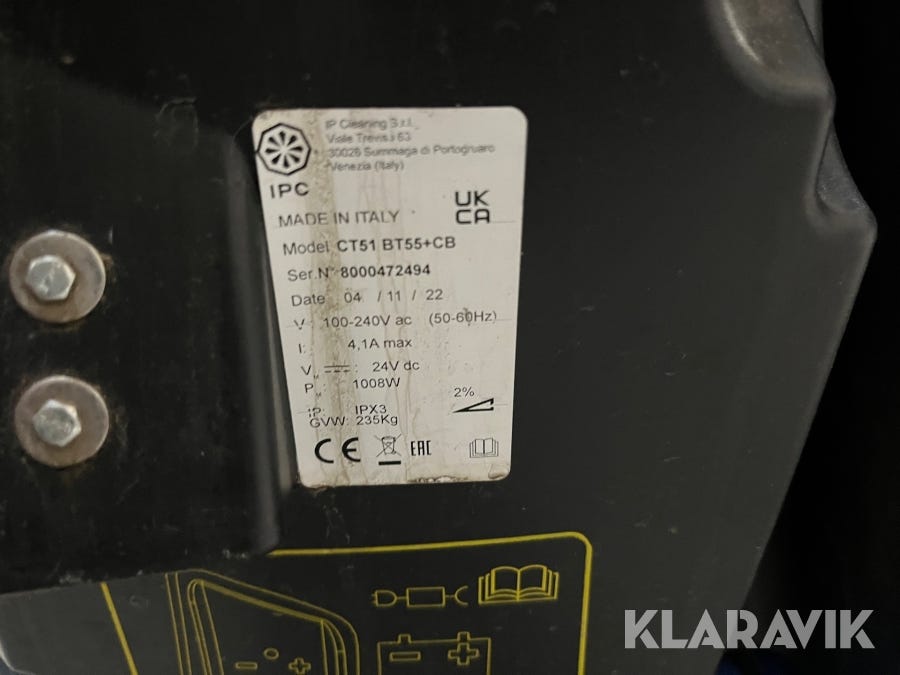 IP Cleaning S.r.l.
Viale Treviso 63
30026 Summaga di Portogruaro
Venezia (Italy)
IPC
MADE IN ITALY
UK
CA
Model CT51 BT55+CB
Ser.N° 8000472494
Date 04 / 11 / 22
V 100-240V ac (50-60Hz)
I: 4,1A max
V : 24V dc
P : 1008W
2%
IP: IPX3
GVW: 235Kg
CE EAC
KLARAVIK